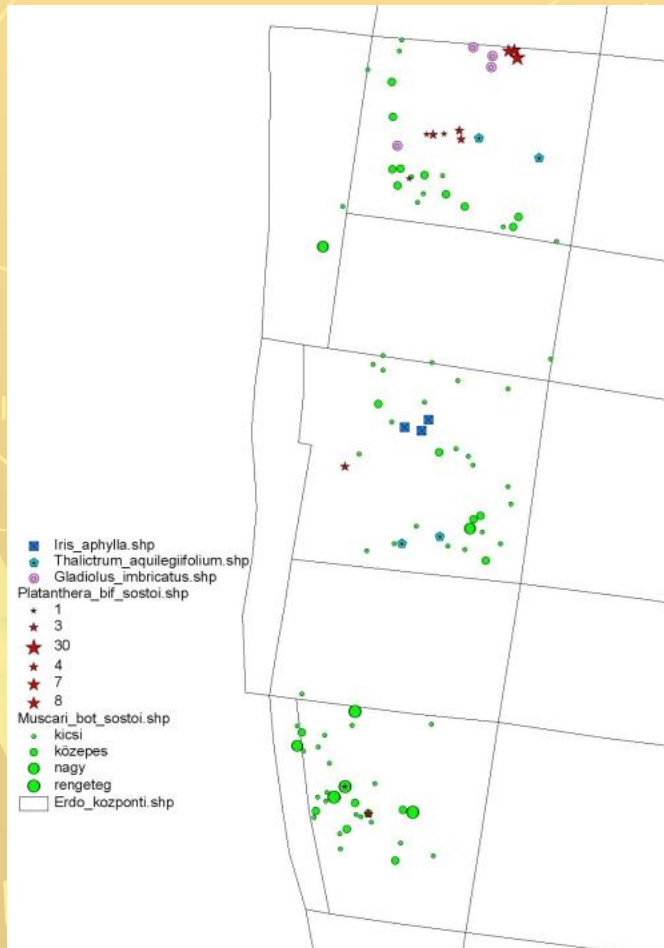 Iris_aphylla.shp
Thalictrum_aquilegiifolium.shp
Gladiolus_imbricatus.shp
Platanthera_bif_sostoi.shp
1
3
30
4
7
8
Muscari_bot_sostoi.shp
kicsi
közepes
nagy
rengeteg
Erdo_kozponti.shp